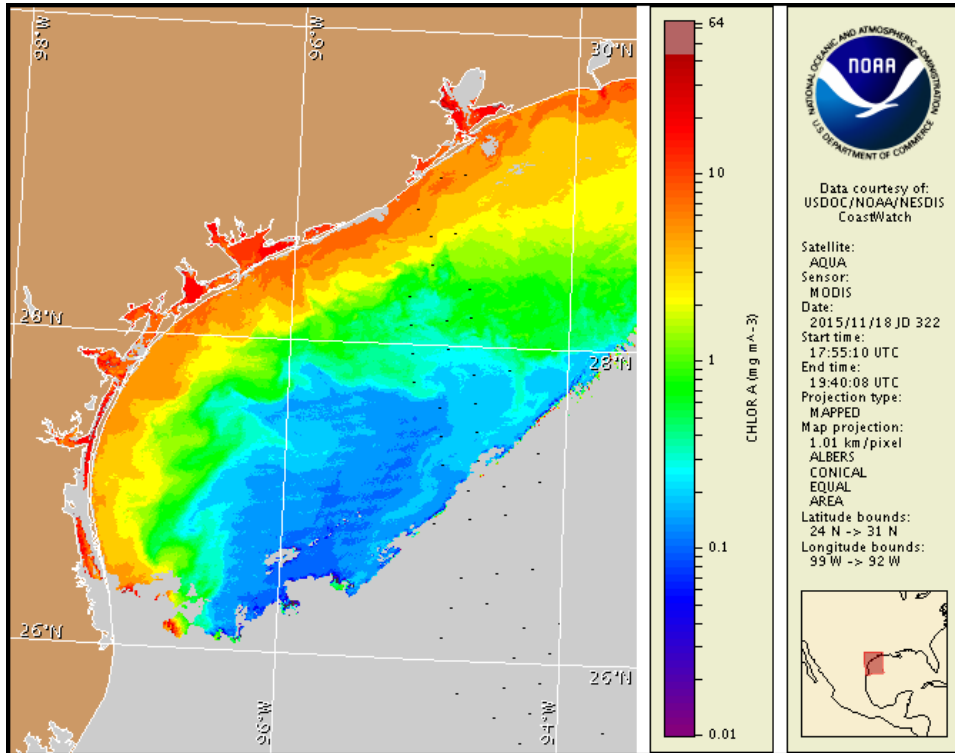 98°W
96°W
30°N
28°N
28°N
26°N
26°N
96°W
94°W
64
10
1
0.1
0.01
CHLOR A (mg m^-3)
NATIONAL OCEANIC AND ATMOSPHERIC ADMINISTRATION
NOAA
U.S. DEPARTMENT OF COMMERCE
Data courtesy of:
USDOC/NOAA/NESDIS
CoastWatch
Satellite:
AQUA
Sensor:
MODIS
Date:
2015/11/18 JD 322
Start time:
17:55:10 UTC
End time:
19:40:08 UTC
Projection type:
MAPPED
Map projection:
1.01 km/pixel
ALBERS
CONICAL
EQUAL
AREA
Latitude bounds:
24 N -> 31 N
Longitude bounds:
99 W -> 92 W